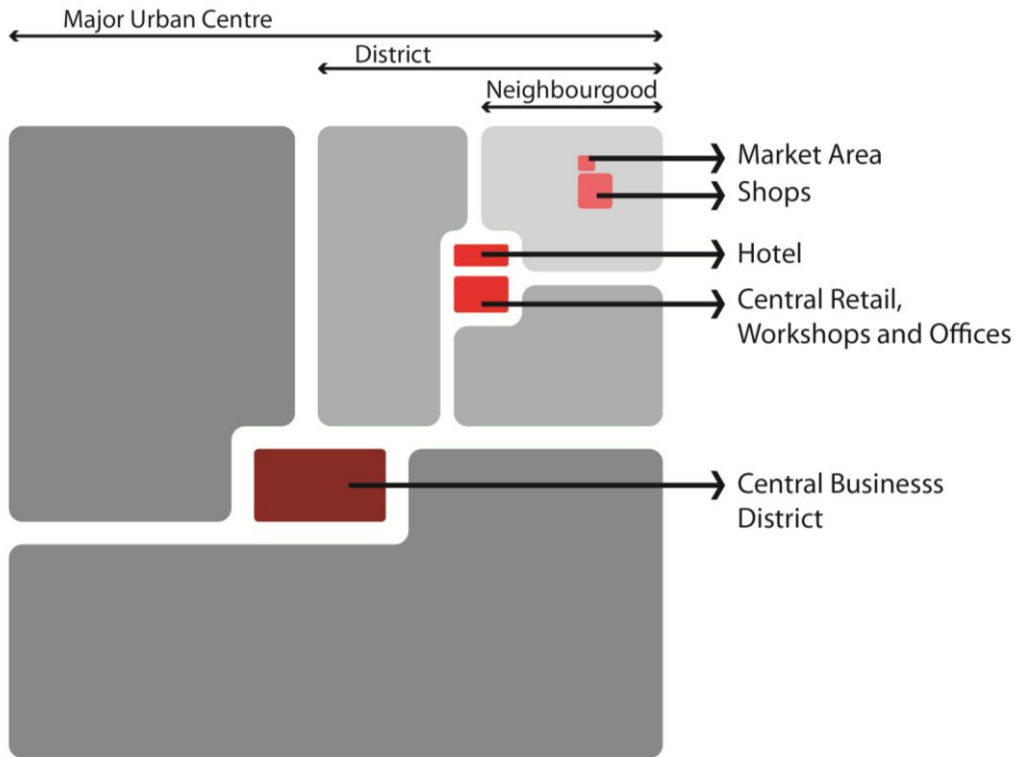 Major Urban Centre
District
Neighbourgood
Market Area
Shops
Hotel
Central Retail,
Workshops and Offices
Central Businesss
District